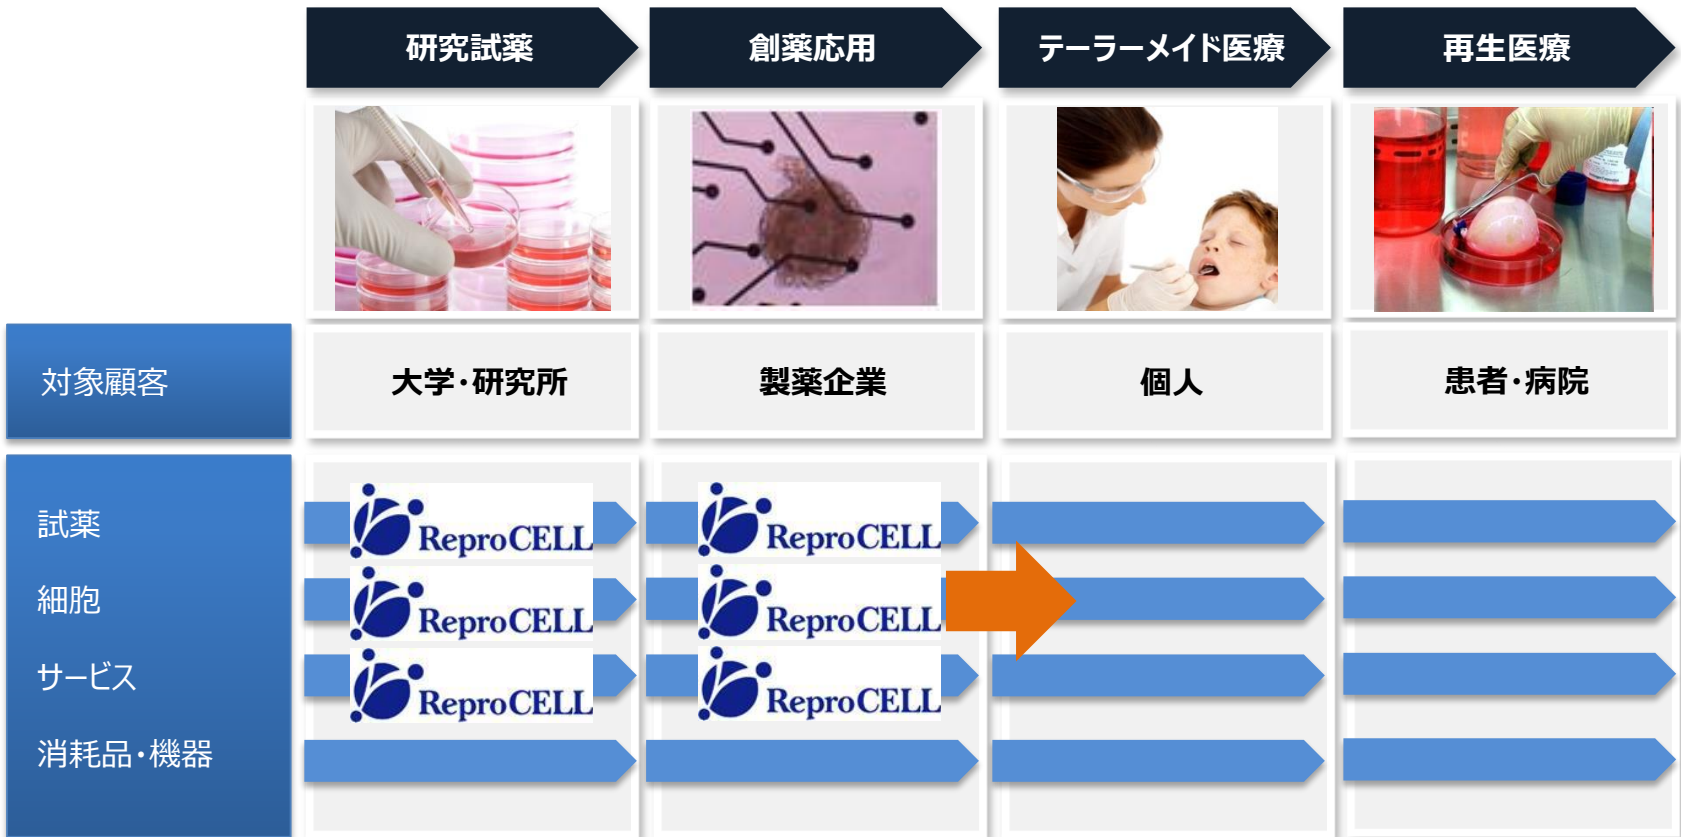 研究試薬
創薬応用
テーラーメイド医療
再生医療
対象顧客
大学・研究所
製薬企業
個人
患者・病院
試薬
ReproCELL
ReproCELL
細胞
ReproCELL
ReproCELL
サービス
ReproCELL
ReproCELL
消耗品・機器